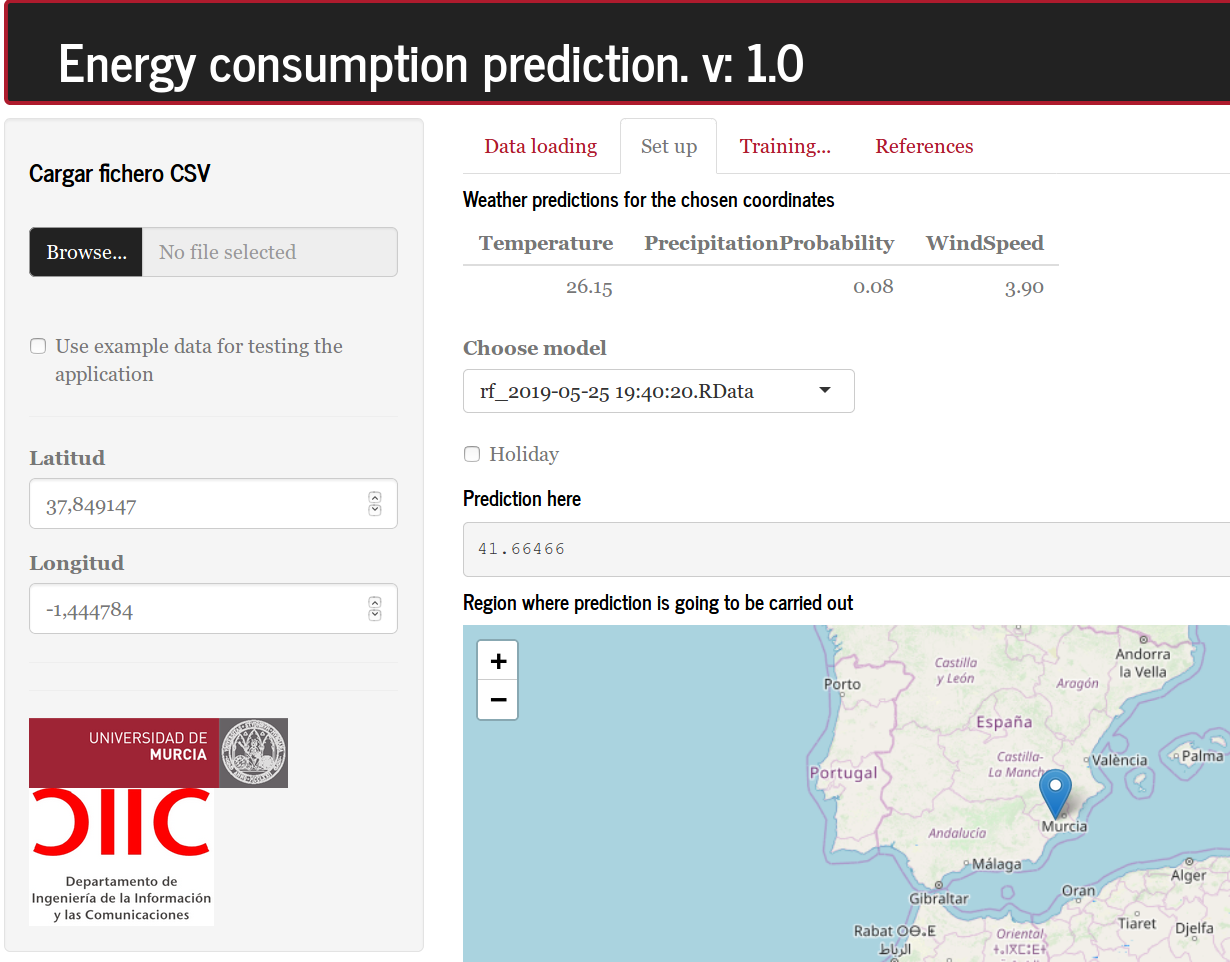 Energy consumption prediction. v: 1.0
Cargar fichero CSV
Browse... No file selected
Use example data for testing the
application
Latitud
37,849147
Longitud
-1,444784
UNIVERSIDAD DE
MURCIA
DIIC
Departamento de
Ingeniería de la Información
y las Comunicaciones
Data loading Set up Training... References
Weather predictions for the chosen coordinates
Temperature PrecipitationProbability WindSpeed
26.15 0.08 3.90
Choose model
rf_2019-05-25 19:40:20.RData
Holiday
Prediction here
41.66466
Region where prediction is going to be carried out
+
−
Andorra
la Vella
Castilla
y León
Porto
Aragón
España
Castilla-
La Manch
València
Palma
Portugal
Murcia
Andalucía
Málaga
Alger
Oran
Gibraltar
Tiaret
Djelfa
Rabat ⵔⴱⴰⵟ
Oriental